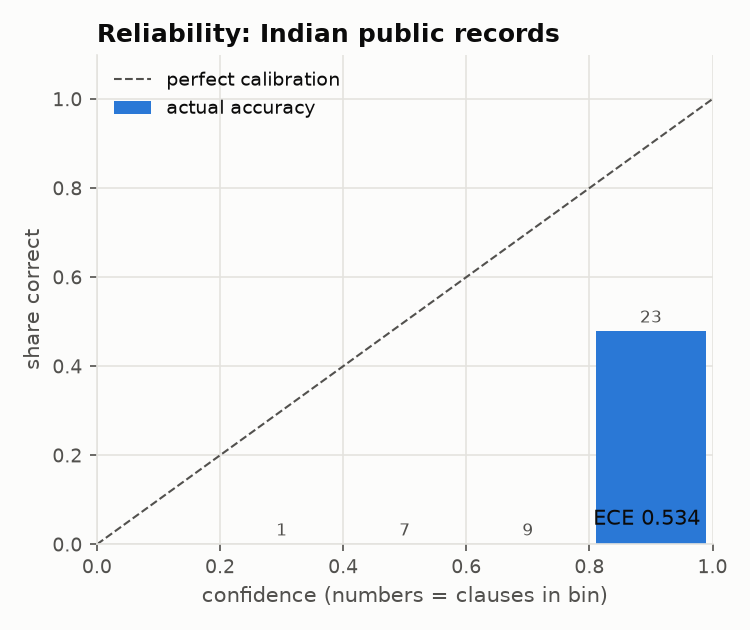 Reliability: Indian public records
perfect calibration
actual accuracy
1.0
0.8
0.6
0.4
0.2
0.0
share correct
1
7
9
23
ECE 0.534
0.0 0.2 0.4 0.6 0.8 1.0
confidence (numbers = clauses in bin)